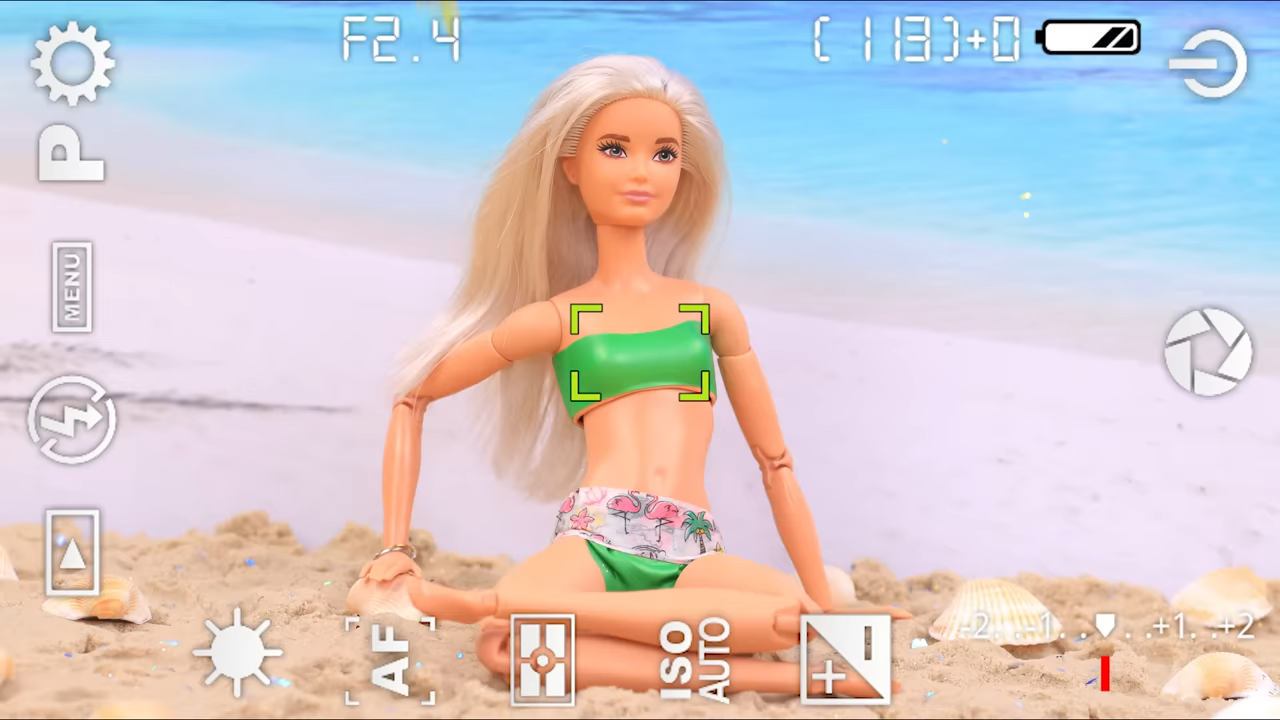 F2.4
(113)+0
P
MENU
-2. .-1. . . . .+1. .+2
AF
ISO
AUTO